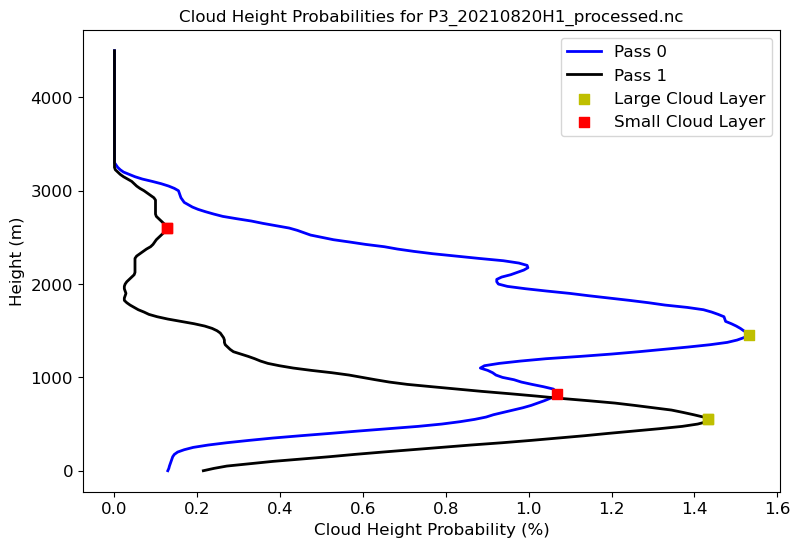 Cloud Height Probabilities for P3_20210820H1_processed.nc
Pass 0
Pass 1
Large Cloud Layer
Small Cloud Layer
4000
3000
2000
1000
0
Height (m)
0.0 0.2 0.4 0.6 0.8 1.0 1.2 1.4 1.6
Cloud Height Probability (%)